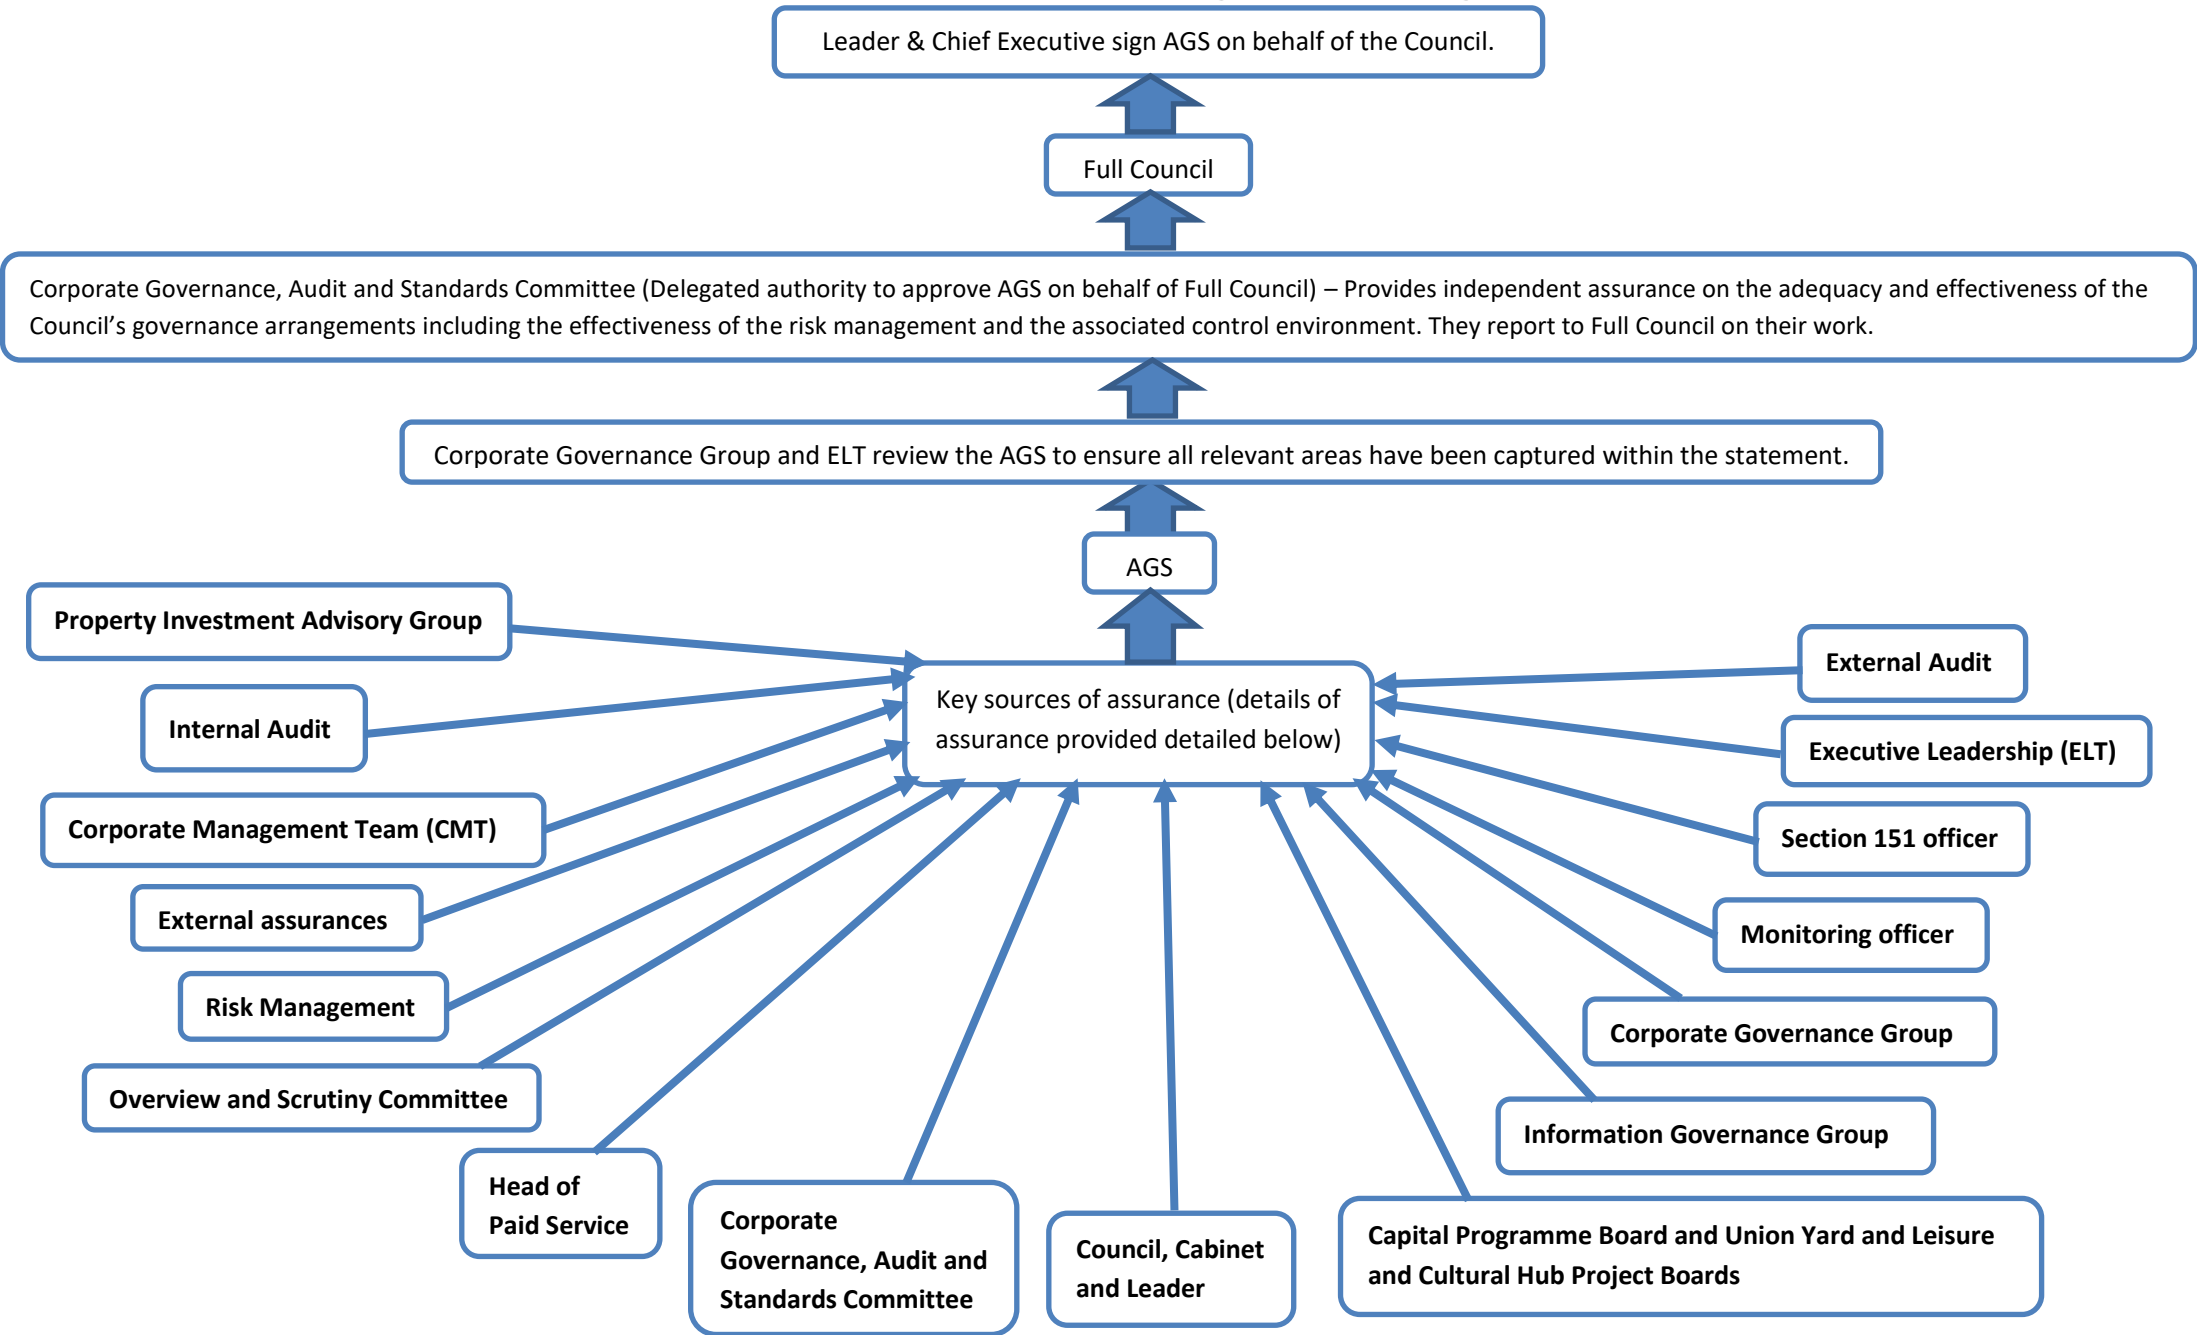 Leader & Chief Executive sign AGS on behalf of the Council.
Full Council
Corporate Governance, Audit and Standards Committee (Delegated authority to approve AGS on behalf of Full Council) – Provides independent assurance on the adequacy and effectiveness of the
Council’s governance arrangements including the effectiveness of the risk management and the associated control environment. They report to Full Council on their work.
Corporate Governance Group and ELT review the AGS to ensure all relevant areas have been captured within the statement.
AGS
Key sources of assurance (details of
assurance provided detailed below)
Property Investment Advisory Group
Internal Audit
Corporate Management Team (CMT)
External assurances
Risk Management
Overview and Scrutiny Committee
Head of
Paid Service
Corporate
Governance, Audit and
Standards Committee
Council, Cabinet
and Leader
Capital Programme Board and Union Yard and Leisure
and Cultural Hub Project Boards
Information Governance Group
Corporate Governance Group
Monitoring officer
Section 151 officer
Executive Leadership (ELT)
External Audit